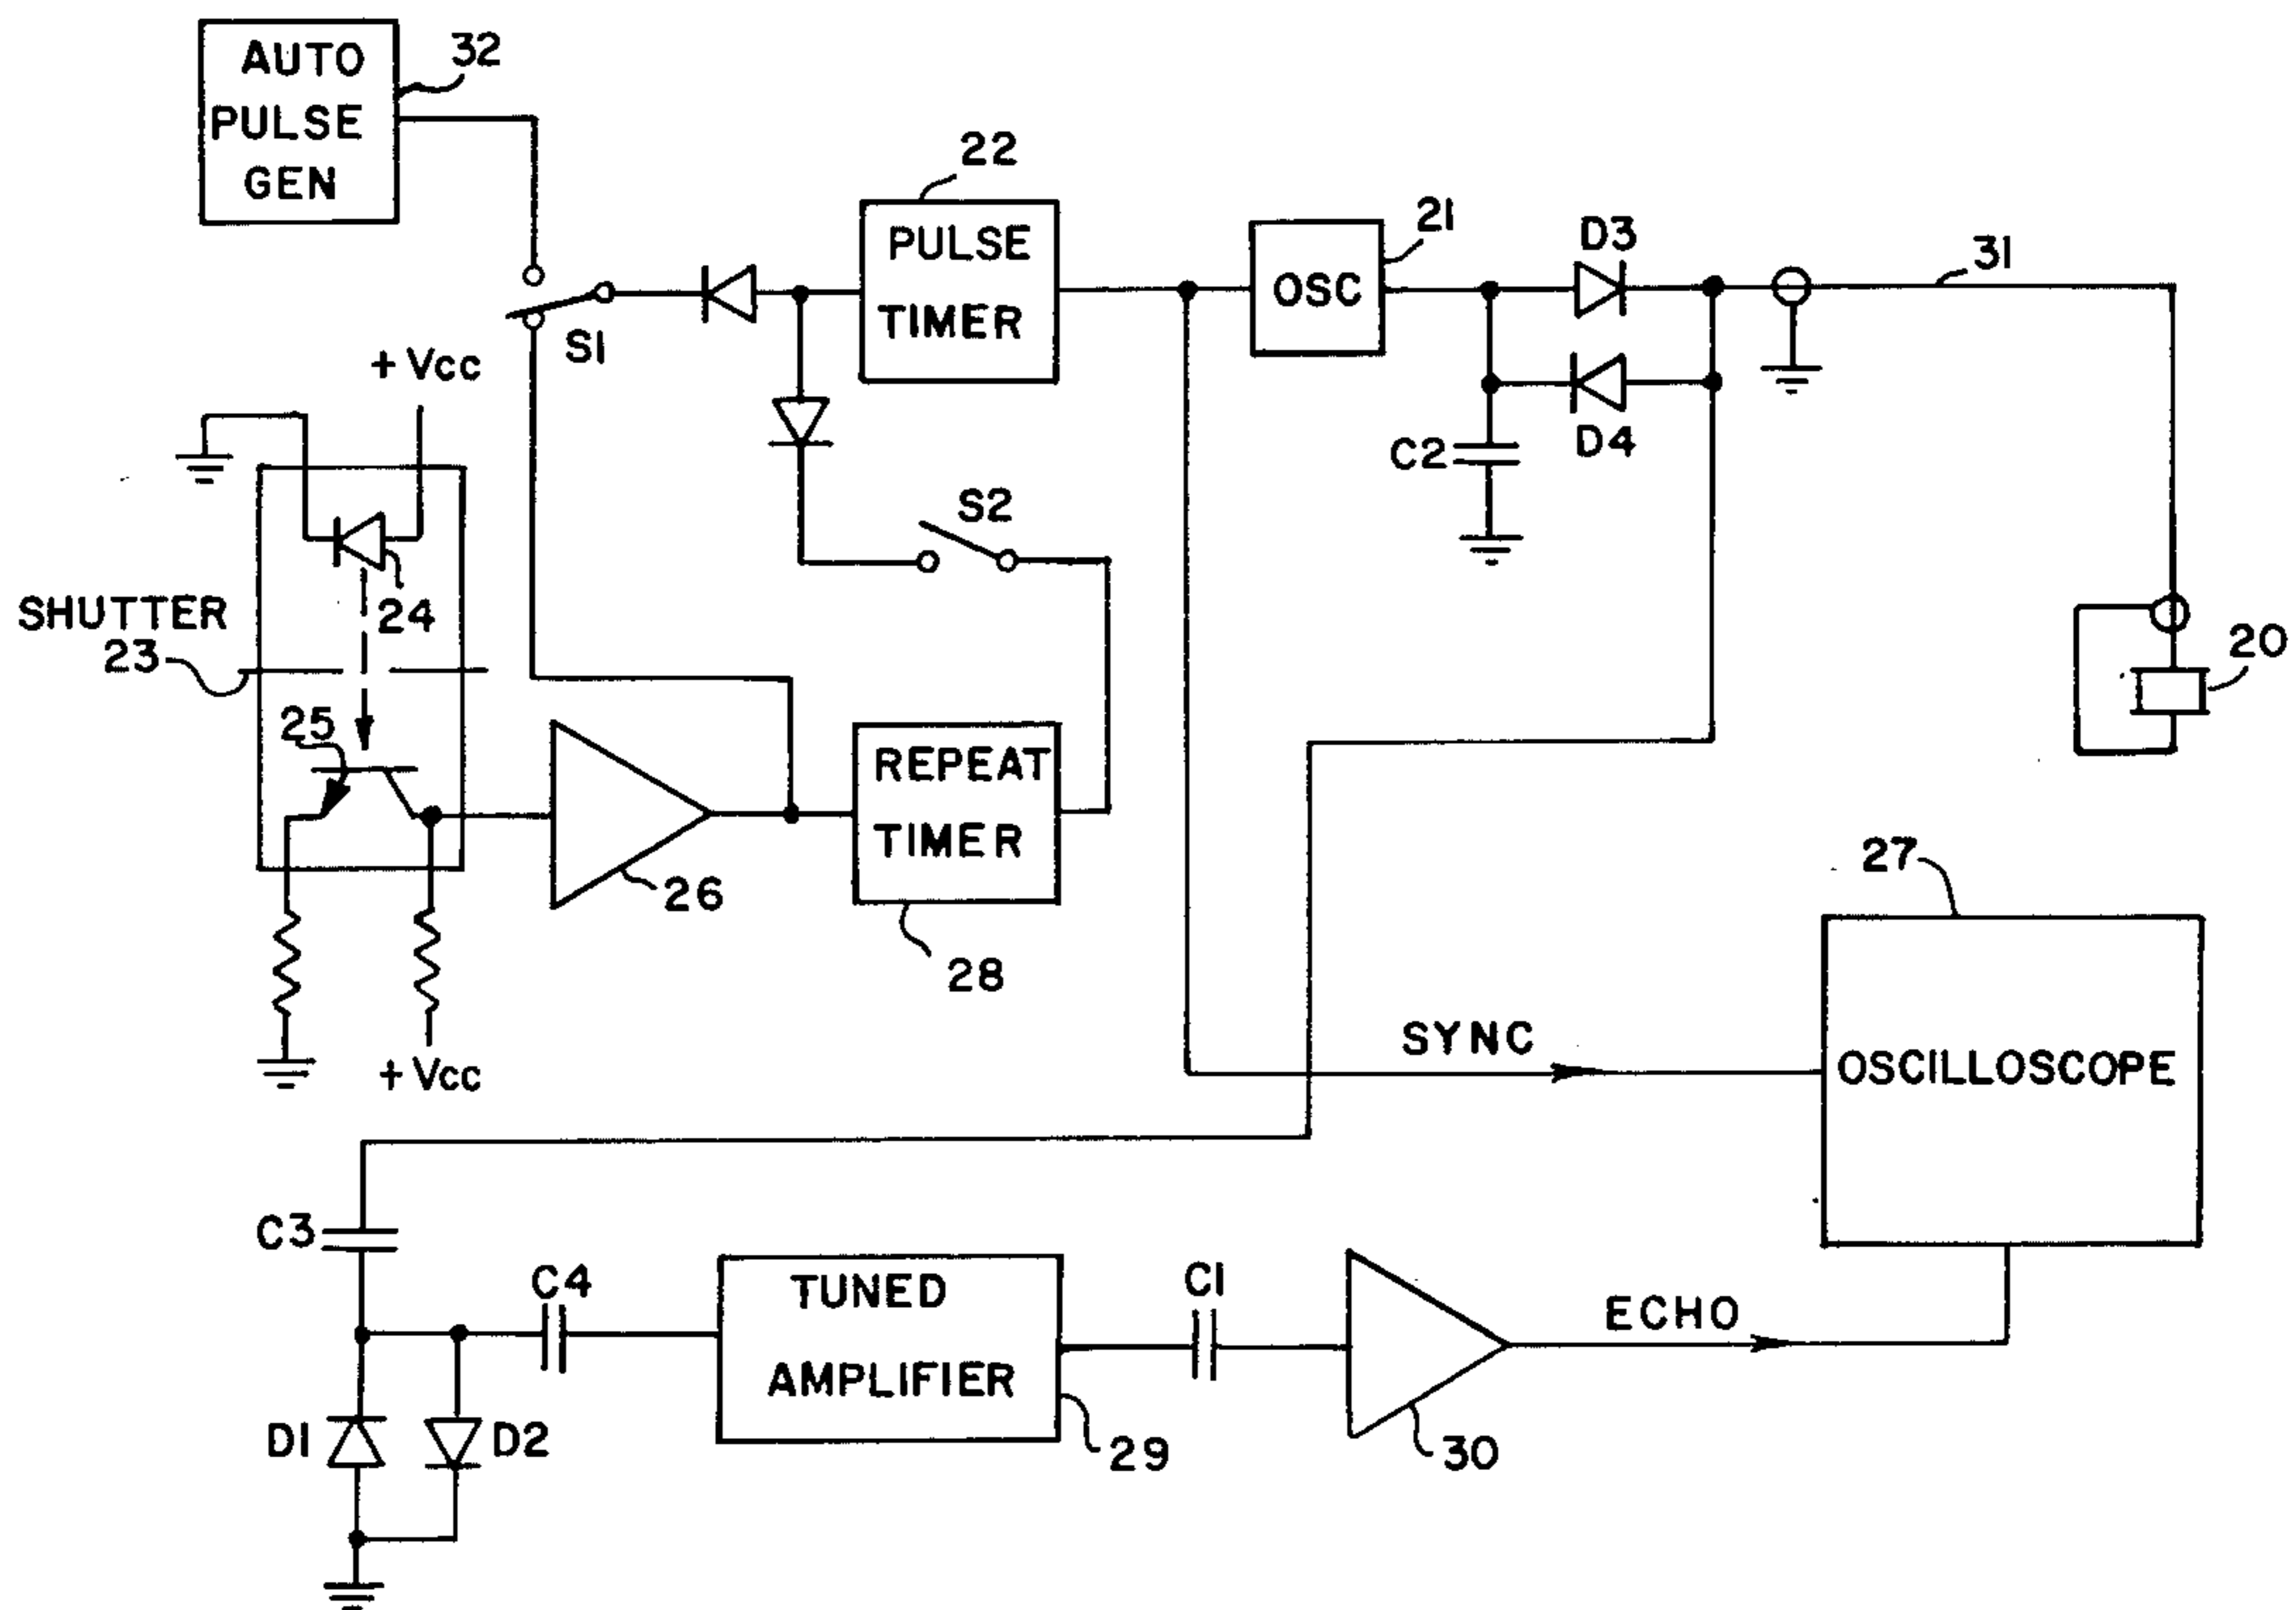 AUTO
PULSE
GEN
32
22
PULSE
TIMER
21
OSC
D3
31
S1
+ Vcc
D4
C2
S2
24
SHUTTER
23
20
25
REPEAT
TIMER
26
28
27
+ Vcc
SYNC
OSCILLOSCOPE
C3
C4
TUNED
AMPLIFIER
C1
ECHO
D1
D2
29
30